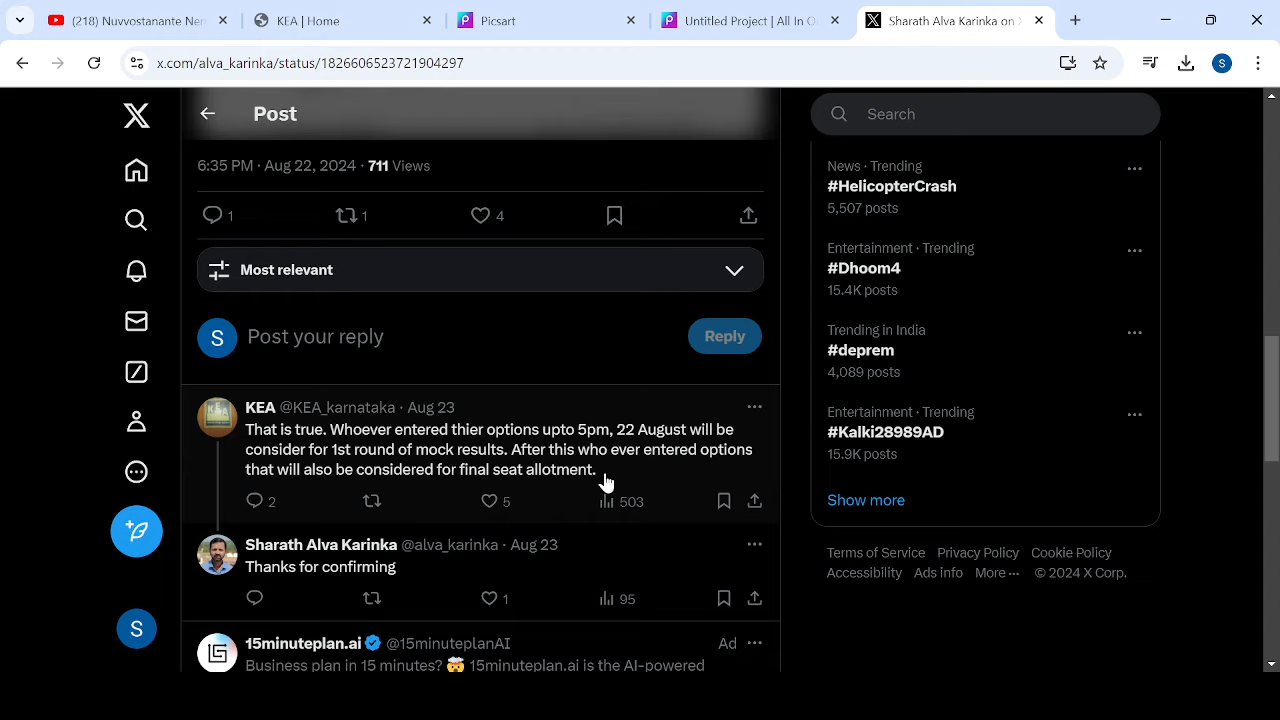 (218) Nuvvostanante Ner
KEA | Home
Picsart
Untitled Project | All In O
Sharath Alva Karinka on
x.com/alva_karinka/status/1826606523721904297
S
Post
Search
6:35 PM · Aug 22, 2024 · 711 Views
1
1
4
Most relevant
S
Post your reply
Reply
KEA @KEA_karnataka · Aug 23
That is true. Whoever entered thier options upto 5pm, 22 August will be
consider for 1st round of mock results. After this who ever entered options
that will also be considered for final seat allotment.
2
5
503
Sharath Alva Karinka @alva_karinka · Aug 23
Thanks for confirming
1
95
15minuteplan.ai @15minuteplanAI
Ad
Business plan in 15 minutes? 🤯 15minuteplan.ai is the AI-powered
S
News · Trending
#HelicopterCrash
5,507 posts
Entertainment · Trending
#Dhoom4
15.4K posts
Trending in India
#deprem
4,089 posts
Entertainment · Trending
#Kalki28989AD
15.9K posts
Show more
Terms of Service Privacy Policy Cookie Policy
Accessibility Ads info More ··· © 2024 X Corp.